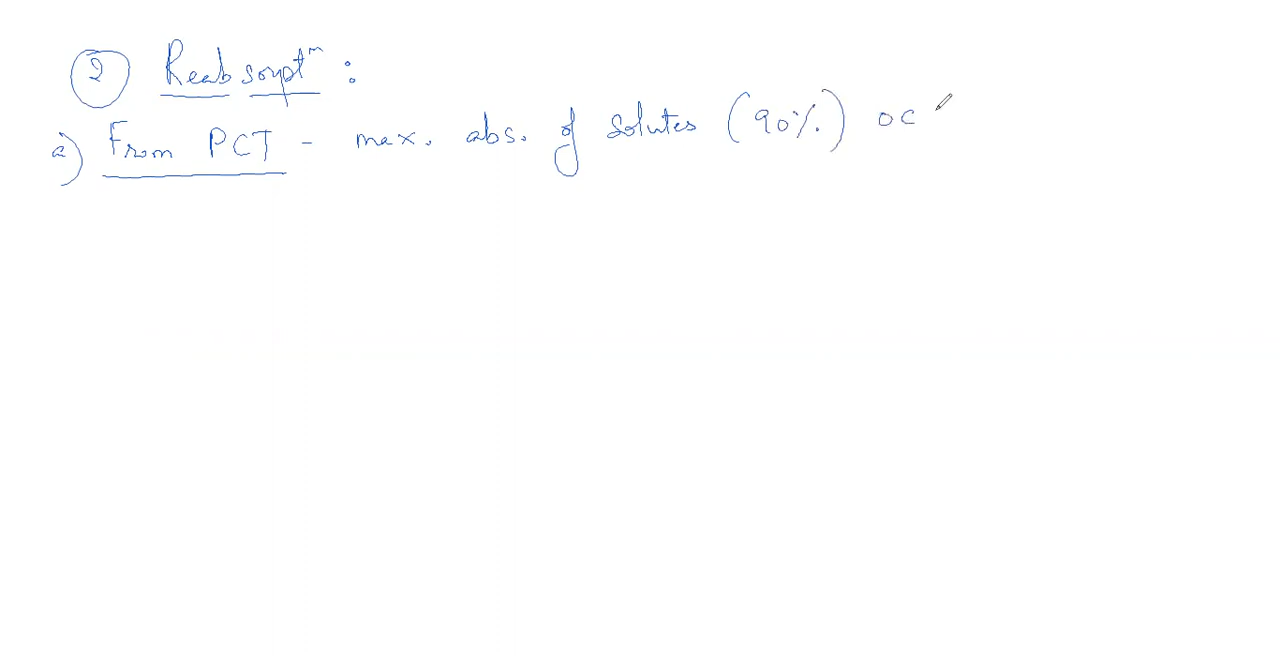 2 Reabsorptⁿ :
a) From PCT - max. abs. of solutes (90%) oc